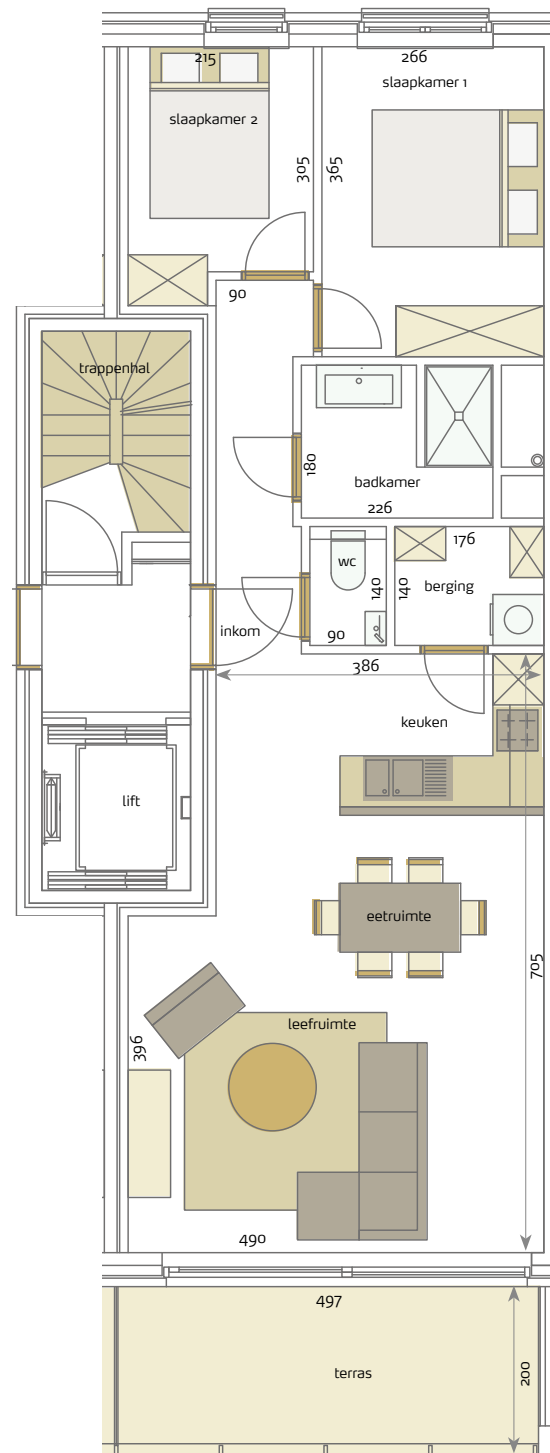 215
266
slaapkamer 1
slaapkamer 2
305
365
90
trappenhal
180
badkamer
226
wc
176
140
140
berging
inkom
90
386
keuken
lift
eetruimte
705
leefruimte
396
490
497
terras
200